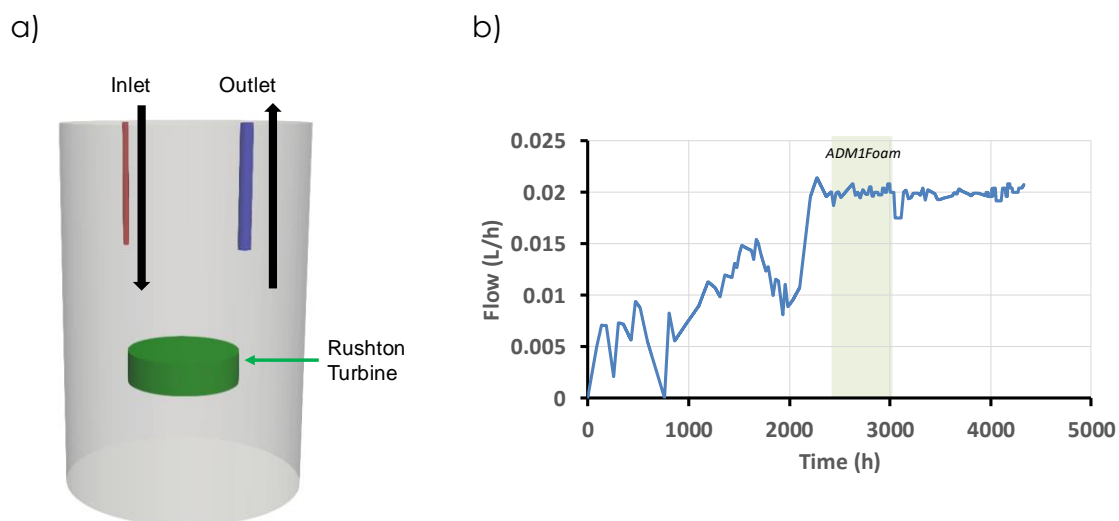 a)
Inlet
Outlet
Rushton
Turbine
b)
ADM1Foam
Flow (L/h)
0.025
0.02
0.015
0.01
0.005
0
0
1000
2000
3000
4000
5000
Time (h)